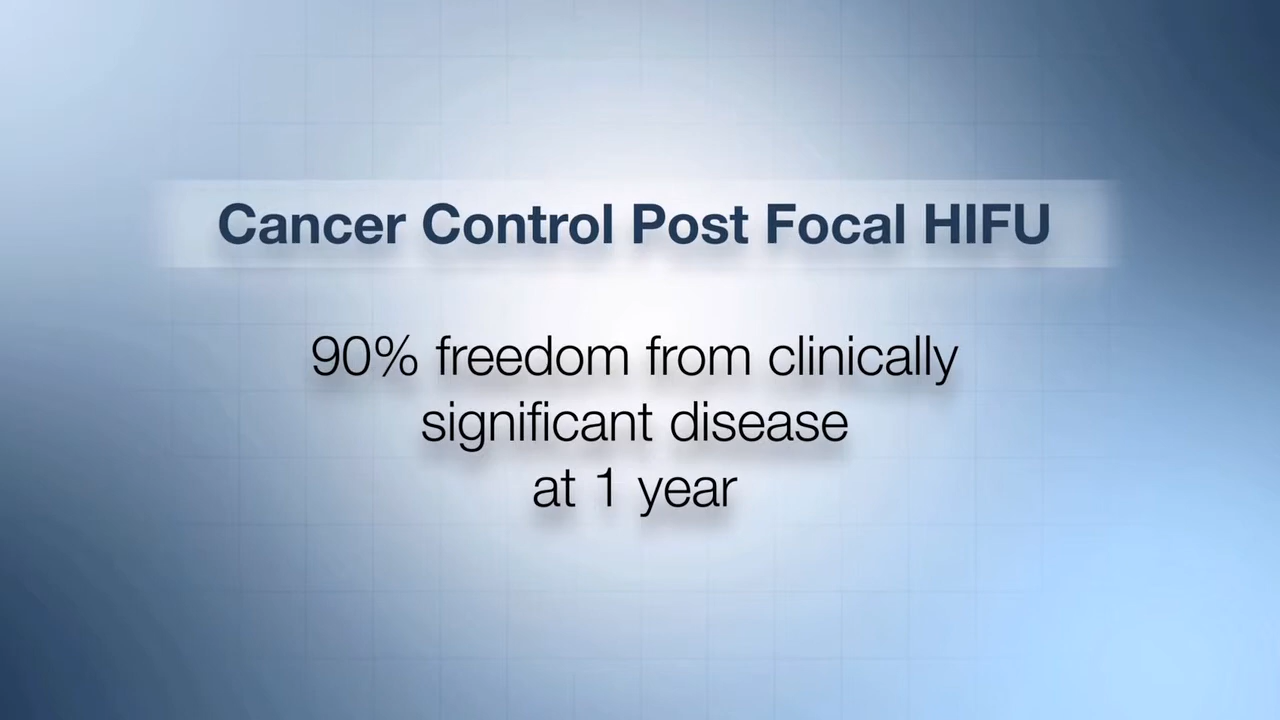 Cancer Control Post Focal HIFU
90% freedom from clinically
significant disease
at 1 year